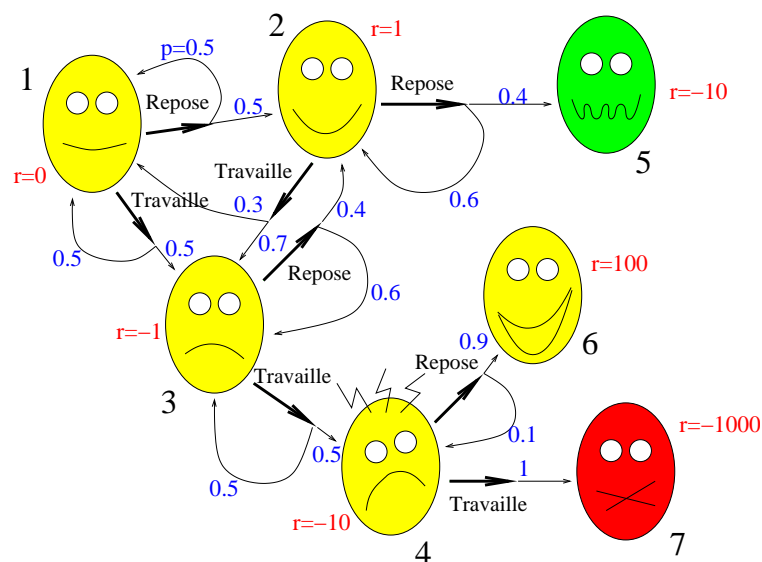 2
r=1
1
p=0.5
Repose
0.5
Repose
0.4
r=−10
5
0.6
r=0
Travaille
Travaille
0.3
0.4
0.7
0.5
0.5
Repose
0.6
r=−1
3
r=100
6
0.9
Repose
0.1
Travaille
0.5
0.5
r=−10
4
1
Travaille
r=−1000
7